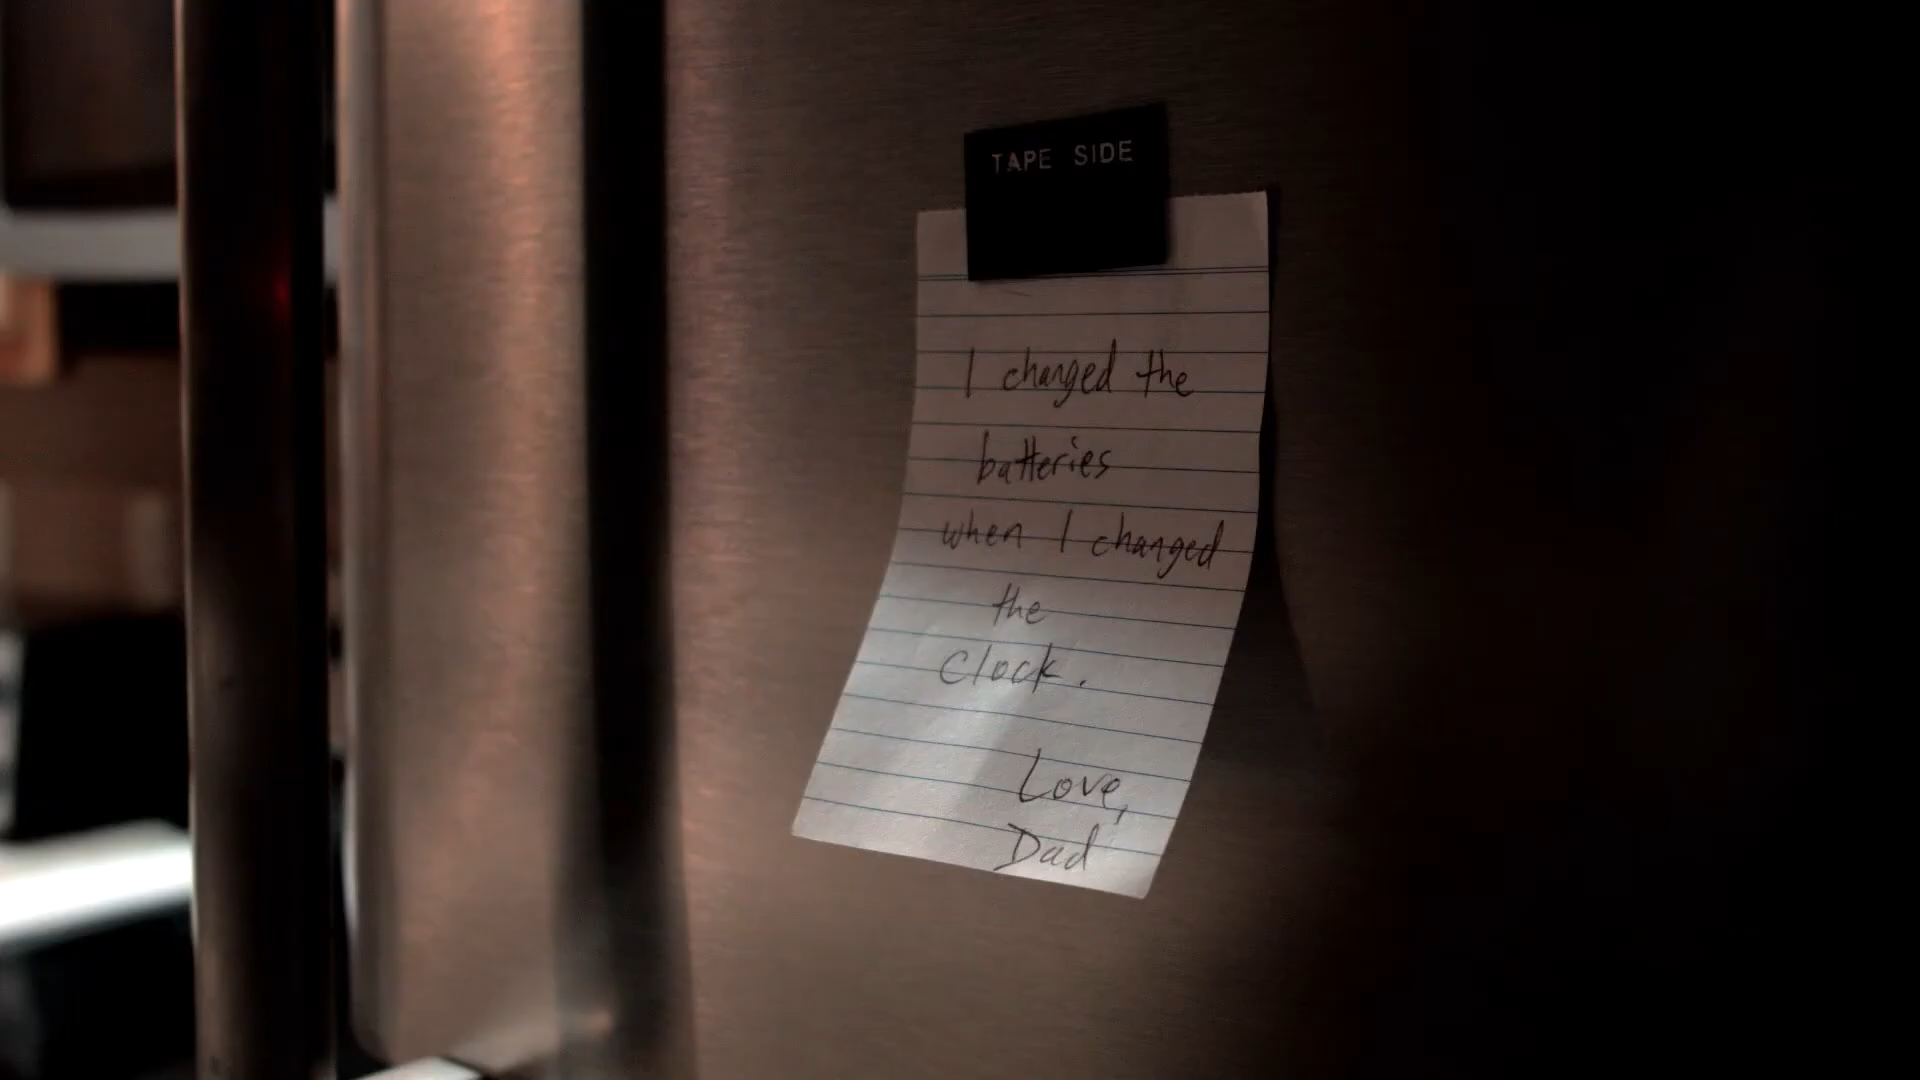 TAPE SIDE
I changed the
batteries
when I changed
the
Clock.
Love,
Dad